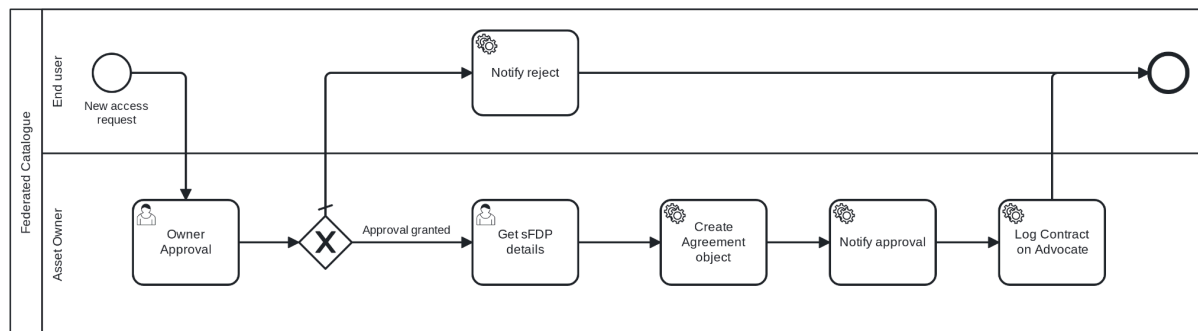 Federated Catalogue
End user
New access
request
Notify reject
Asset Owner
Owner
Approval
Approval granted
Get sFDP
details
Create
Agreement
object
Notify approval
Log Contract
on Advocate